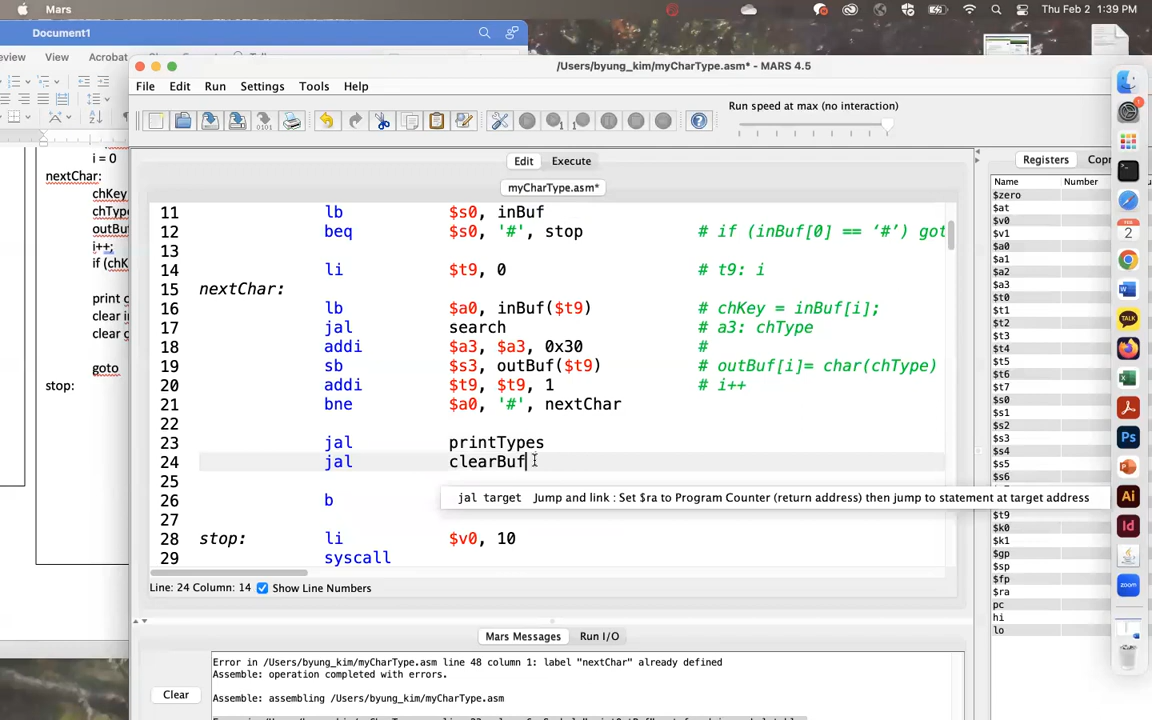 Mars
Thu Feb 2 1:39 PM
Document1
/Users/byung_kim/myCharType.asm* - MARS 4.5
View Acrobat
File Edit Run Settings Tools Help
Run speed at max (no interaction)
i = 0
nextChar:
chKey
chType
outBuf
i++;
if (chK
print c
clear i
clear
goto
stop:
Edit Execute
myCharType.asm*
11 lb $s0, inBuf
12 beq $s0, '#', stop # if (inBuf[0] == ‘#’) got
13
14 li $t9, 0 # t9: i
15 nextChar:
16 lb $a0, inBuf($t9) # chKey = inBuf[i];
17 jal search # a3: chType
18 addi $a3, $a3, 0x30 #
19 sb $s3, outBuf($t9) # outBuf[i]= char(chType)
20 addi $t9, $t9, 1 # i++
21 bne $a0, '#', nextChar
22
23 jal printTypes
24 jal clearBuf
25
jal target Jump and link : Set $ra to Program Counter (return address) then jump to statement at target address
26 b
27
28 stop: li $v0, 10
29 syscall
Line: 24 Column: 14 Show Line Numbers
Registers Copr
Name Number
$zero
$at
$v0
$v1
$a0
$a1
$a2
$a3
$t0
$t1
$t2
$t3
$t4
$t5
$t6
$t7
$s0
$s1
$s2
$s3
$s4
$s5
$s6
$t9
$k0
$k1
$gp
$sp
$fp
$ra
pc
hi
lo
FEB
2
TALK
Ps
Ai
Id
zoom
Mars Messages Run I/O
Clear
Error in /Users/byung_kim/myCharType.asm line 48 column 1: label "nextChar" already defined
Assemble: operation completed with errors.
Assemble: assembling /Users/byung_kim/myCharType.asm